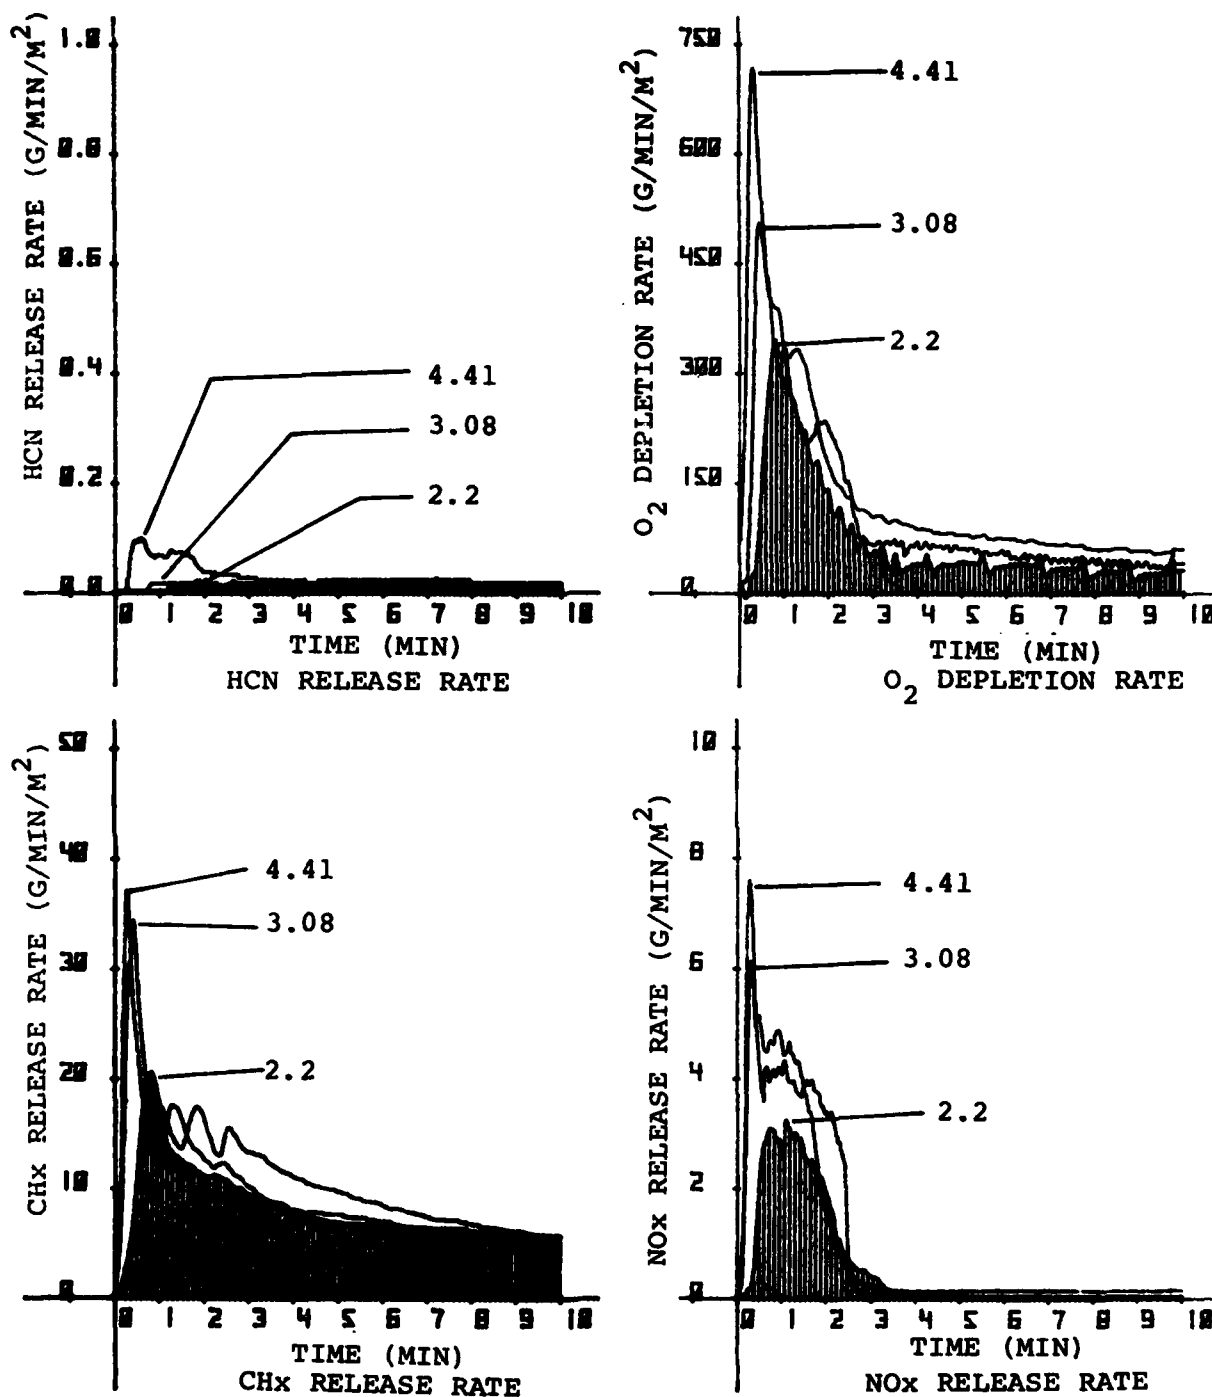 HCN RELEASE RATE (G/MIN/M²)
1.0
0.8
0.6
0.4
0.2
0.0
4.41
3.08
2.2
0 1 2 3 4 5 6 7 8 9 10
TIME (MIN)
HCN RELEASE RATE
O₂ DEPLETION RATE (G/MIN/M²)
750
600
450
300
150
0
4.41
3.08
2.2
0 1 2 3 4 5 6 7 8 9 10
TIME (MIN)
O₂ DEPLETION RATE
CHx RELEASE RATE (G/MIN/M²)
50
40
30
20
10
0
4.41
3.08
2.2
0 1 2 3 4 5 6 7 8 9 10
TIME (MIN)
CHx RELEASE RATE
NOx RELEASE RATE (G/MIN/M²)
10
8
6
4
2
0
4.41
3.08
2.2
0 1 2 3 4 5 6 7 8 9 10
TIME (MIN)
NOx RELEASE RATE